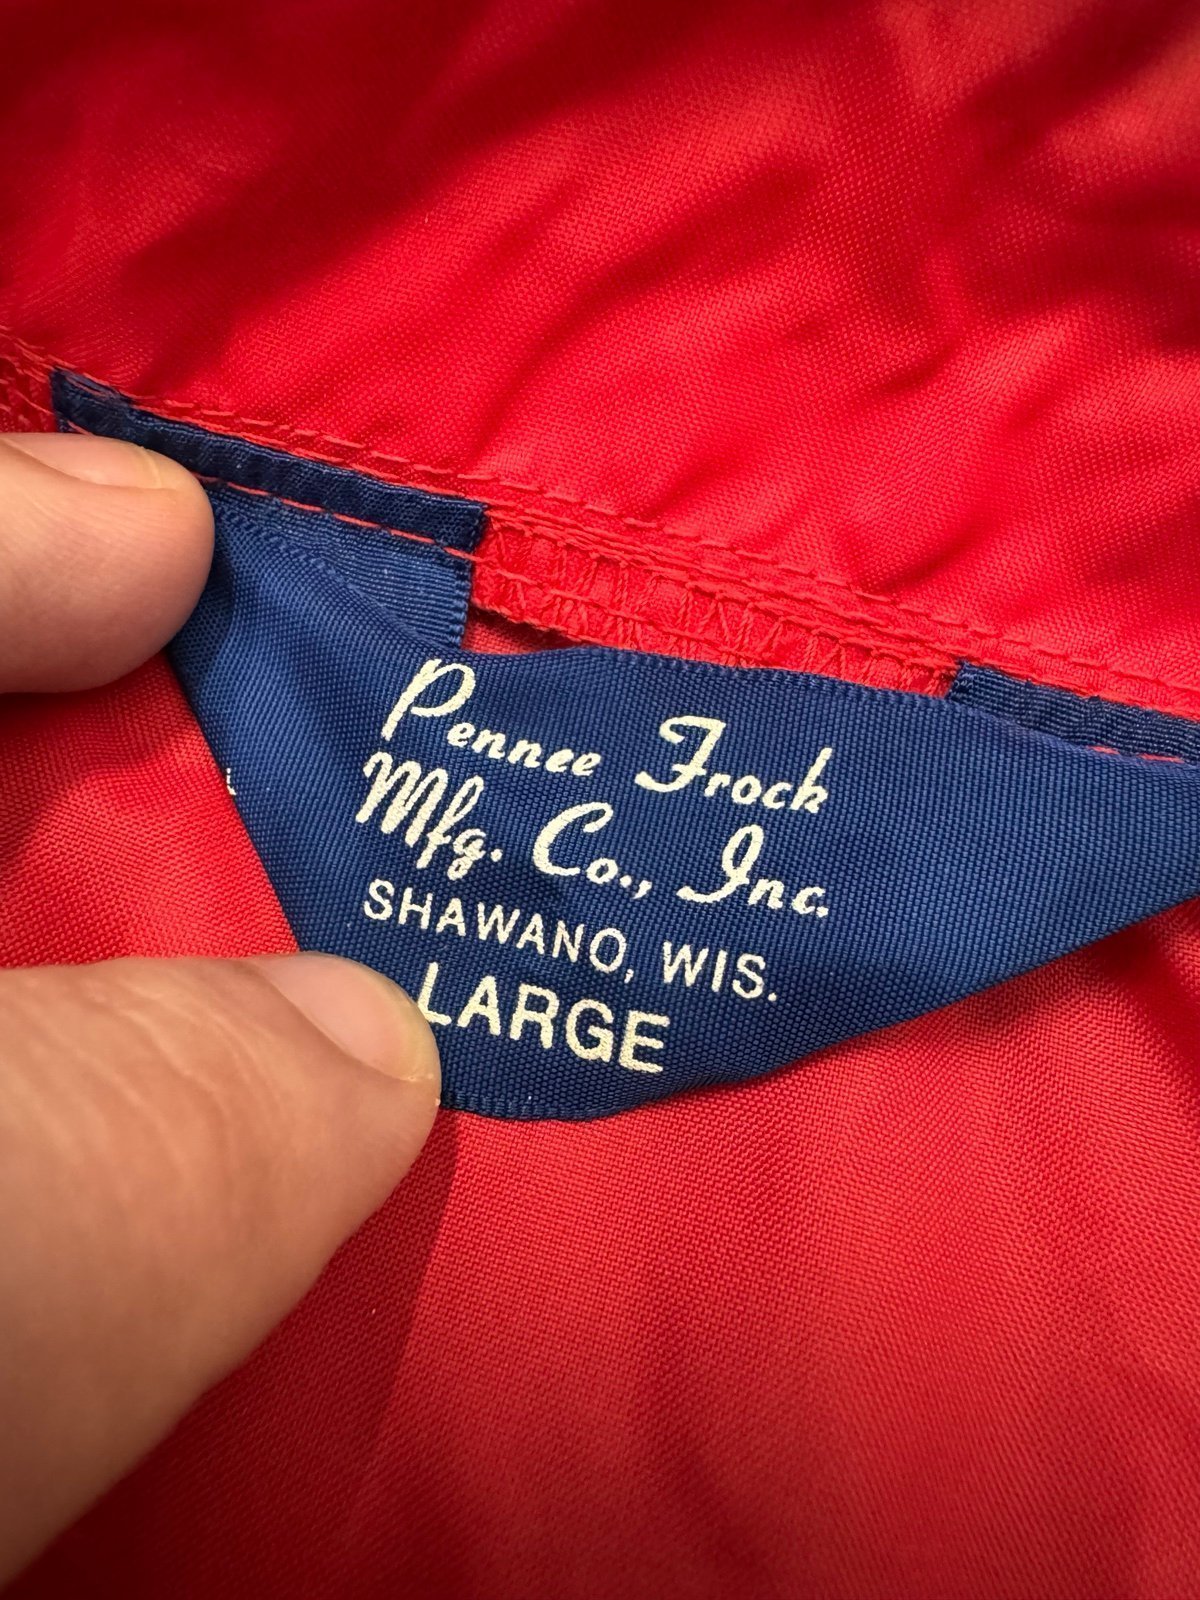 Pennee Frock
Mfg. Co., Inc.
SHAWANO, WIS.
LARGE